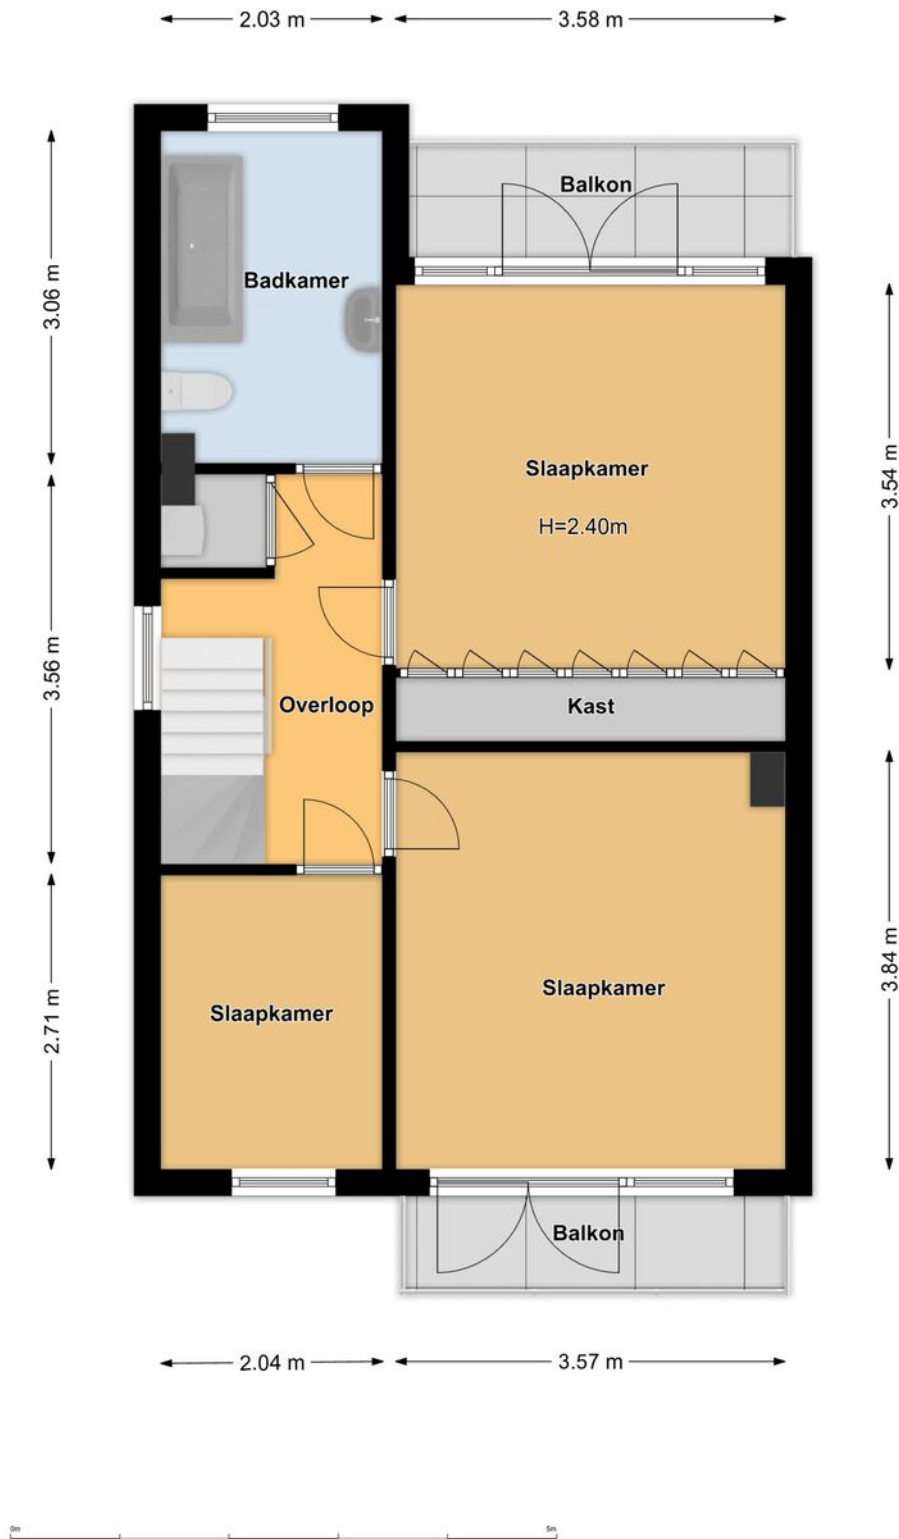 2.03 m
3.58 m
Balkon
Badkamer
3.06 m
Slaapkamer
3.54 m
H=2.40m
3.56 m
Overloop
Kast
Slaapkamer
3.84 m
Slaapkamer
2.71 m
Balkon
2.04 m
3.57 m
0m
5m